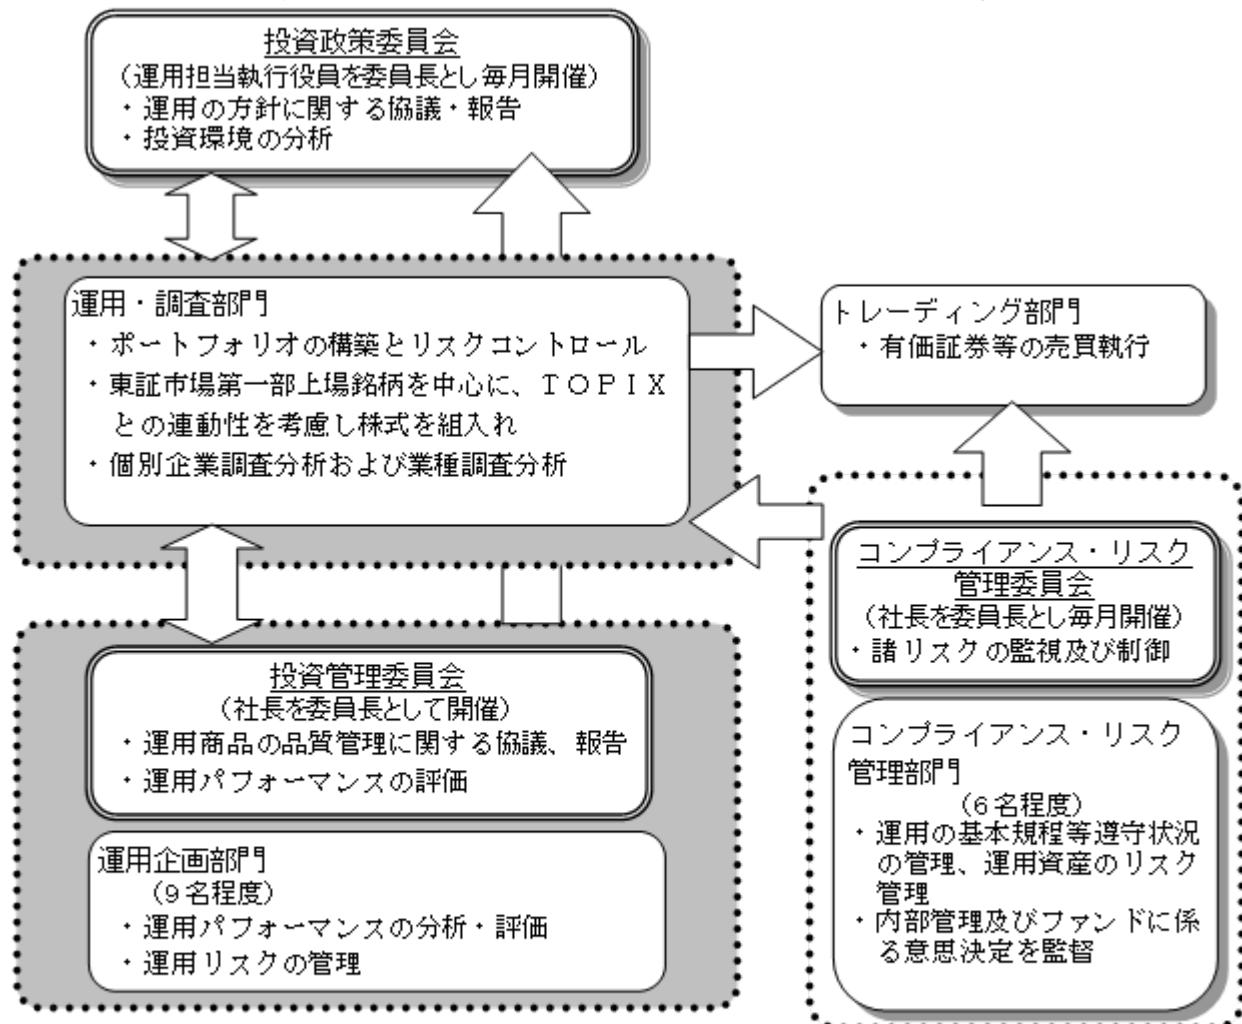 投資政策委員会
（運用担当執行役員を委員長とし毎月開催）
・運用の方針に関する協議・報告
・投資環境の分析
運用・調査部門
・ポートフォリオの構築とリスクコントロール
・東証市場第一部上場銘柄を中心に、ＴＯＰＩＸ
との連動性を考慮し株式を組入れ
・個別企業調査分析および業種調査分析
トレーディング部門
・有価証券等の売買執行
投資管理委員会
（社長を委員長として開催）
・運用商品の品質管理に関する協議、報告
・運用パフォーマンスの評価
運用企画部門
（９名程度）
・運用パフォーマンスの分析・評価
・運用リスクの管理
コンプライアンス・リスク
管理委員会
（社長を委員長とし毎月開催）
・諸リスクの監視及び制御
コンプライアンス・リスク
管理部門
（６名程度）
・運用の基本規程等遵守状況
の管理、運用資産のリスク
管理
・内部管理及びファンドに係
る意思決定を監督